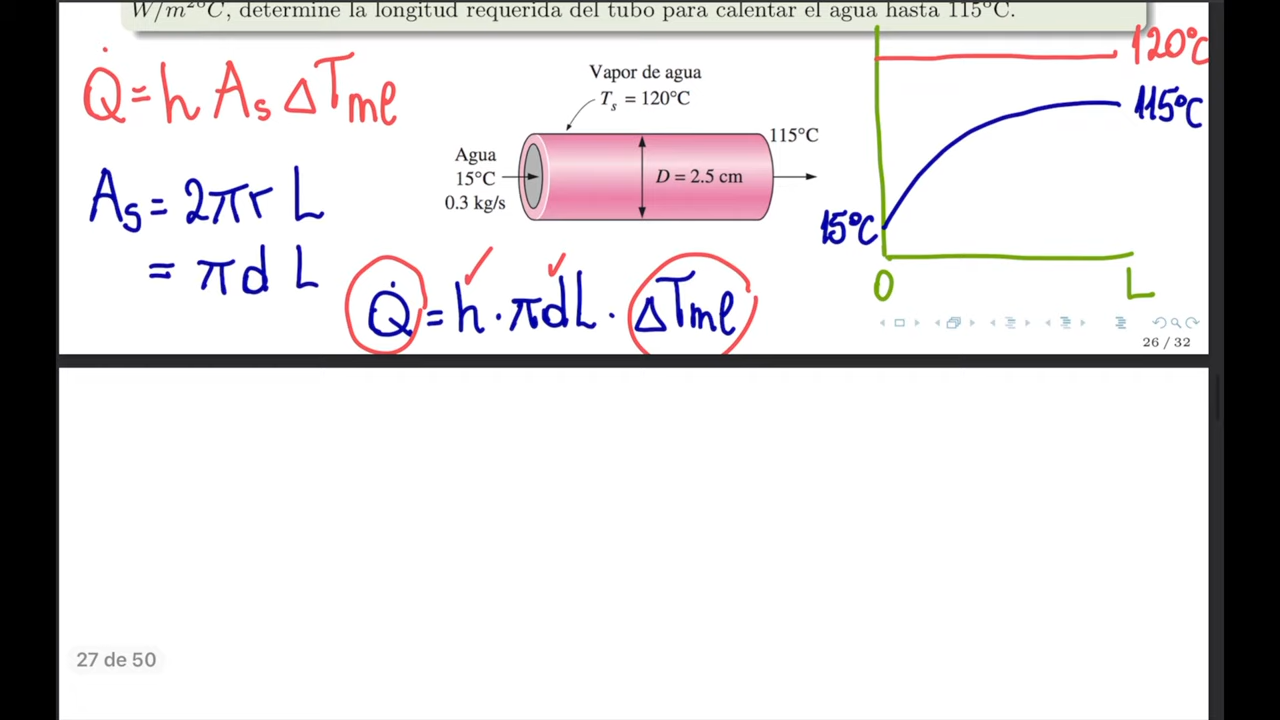 W/m²°C, determine la longitud requerida del tubo para calentar el agua hasta 115°C.
Q̇ = h As ΔTml
As = 2πr L
= πd L
Q̇ = h · πdL · ΔTml
Vapor de agua
Ts = 120°C
Agua
15°C
0.3 kg/s
D = 2.5 cm
115°C
120°C
115°C
15°C
0
L
26 / 32
27 de 50